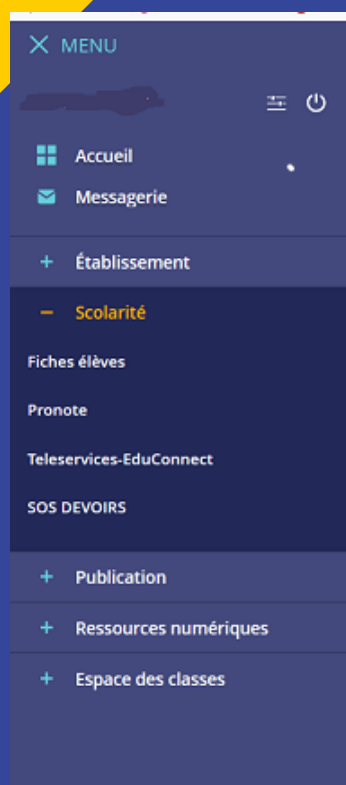 MENU
Accueil
Messagerie
Établissement
Scolarité
Fiches élèves
Pronote
Teleservices-EduConnect
SOS DEVOIRS
Publication
Ressources numériques
Espace des classes